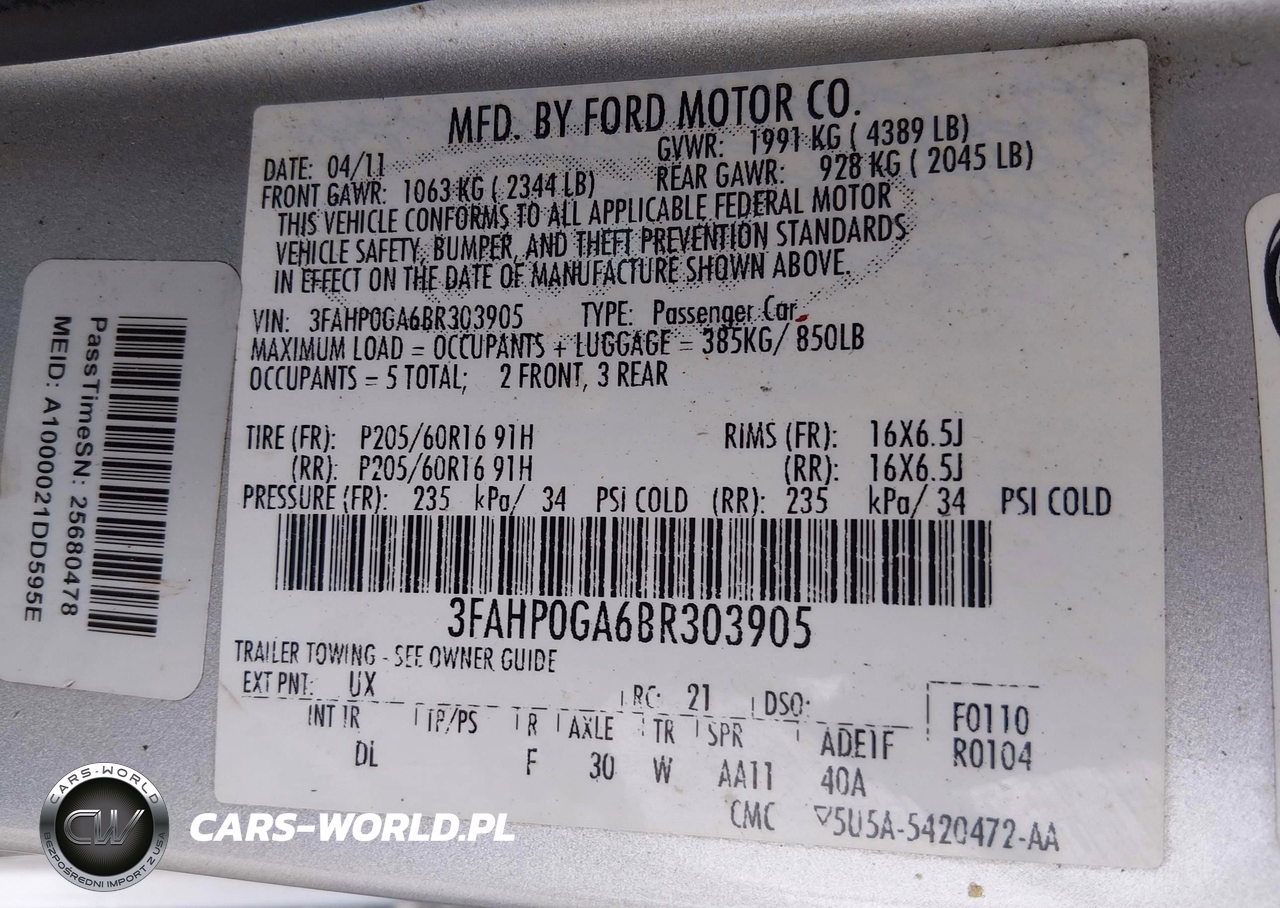 MFD. BY FORD MOTOR CO.
DATE: 04/11 GVWR: 1991 KG ( 4389 LB)
FRONT GAWR: 1063 KG ( 2344 LB) REAR GAWR: 928 KG ( 2045 LB)
THIS VEHICLE CONFORMS TO ALL APPLICABLE FEDERAL MOTOR
VEHICLE SAFETY, BUMPER, AND THEFT PREVENTION STANDARDS
IN EFFECT ON THE DATE OF MANUFACTURE SHOWN ABOVE.
VIN: 3FAHP0GA6BR303905 TYPE: Passenger Car
MAXIMUM LOAD = OCCUPANTS + LUGGAGE = 385KG/ 850LB
OCCUPANTS = 5 TOTAL; 2 FRONT, 3 REAR
TIRE (FR): P205/60R16 91H RIMS (FR): 16X6.5J
(RR): P205/60R16 91H (RR): 16X6.5J
PRESSURE (FR): 235 kPa/ 34 PSI COLD (RR): 235 kPa/ 34 PSI COLD
3FAHP0GA6BR303905
TRAILER TOWING - SEE OWNER GUIDE
EXT PNT: UX RC: 21 DSO:
F0110
R0104
INT TR TP/PS R AXLE TR SPR ADE1F
DL F 30 W AA11 40A
CMC ▽5U5A-5420472-AA
PassTimeSN: 25680478
MEID: A1000021DD595E
CARS-WORLD
CW
BEZPOŚREDNI IMPORT Z USA
CARS-WORLD.PL